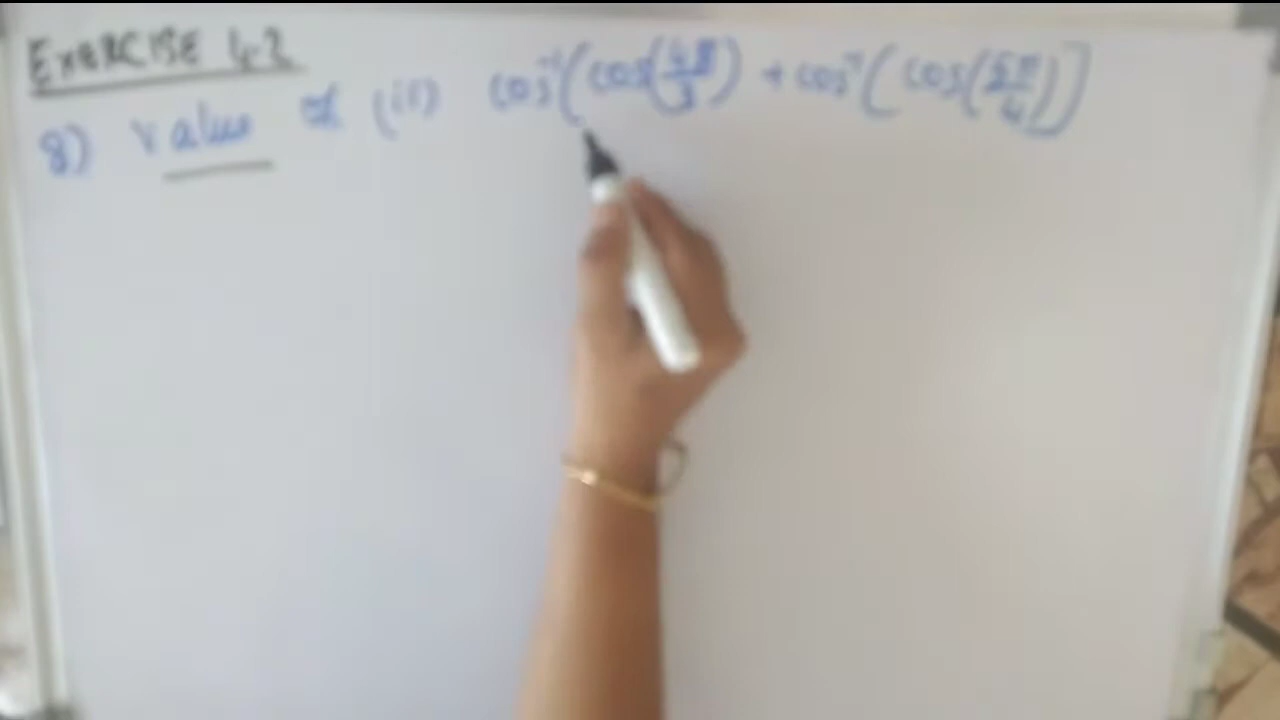 EXERCISE 4.2
8) value of (ii) cos⁻¹(cos(4π/3)) + cos⁻¹(cos(5π/4))